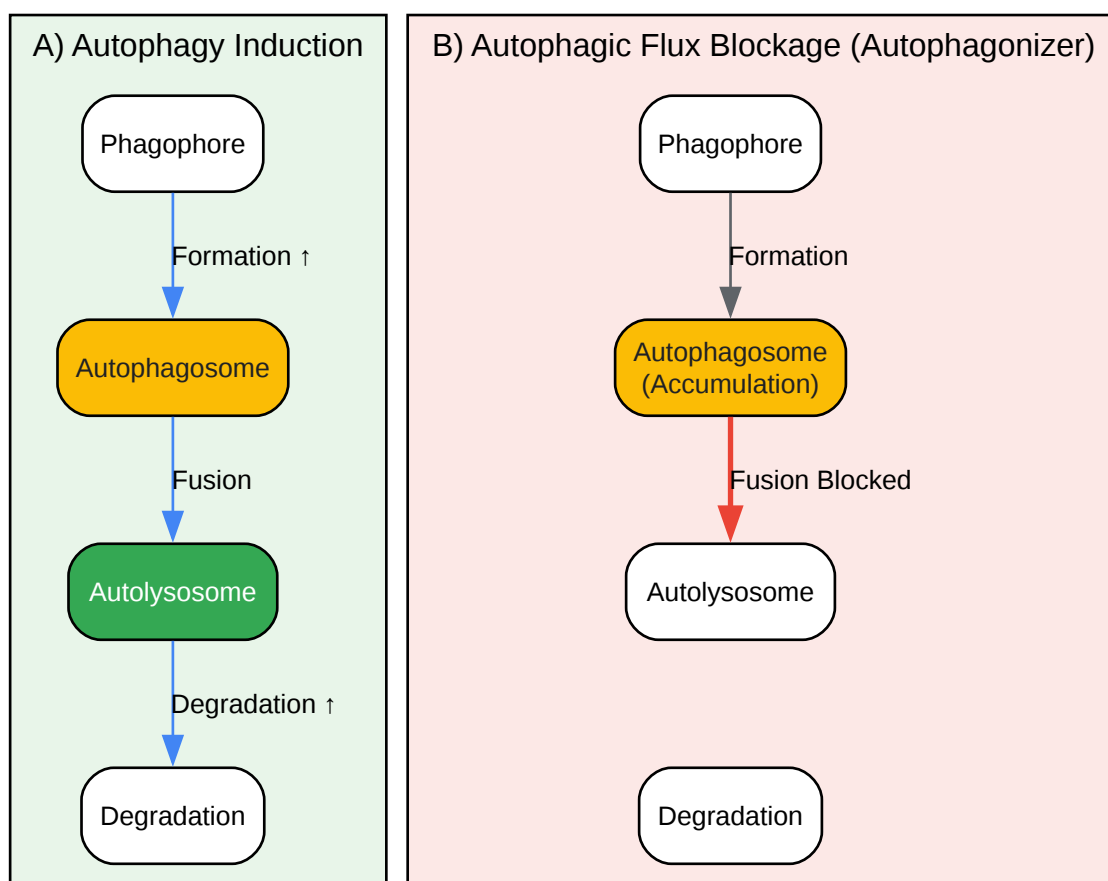 A) Autophagy Induction
Phagophore
Formation ↑
Autophagosome
Fusion
Autolysosome
Degradation ↑
Degradation
B) Autophagic Flux Blockage (Autophagonizer)
Phagophore
Formation
Autophagosome
(Accumulation)
Fusion Blocked
Autolysosome
Degradation